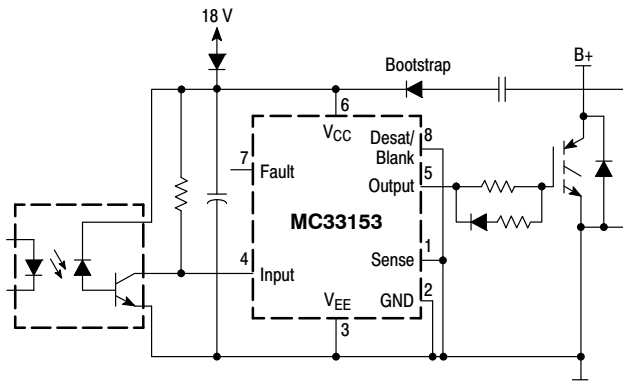 18 V
Bootstrap
B+
6
VCC
Desat/
Blank
8
7
Fault
5
Output
MC33153
4
Input
1
Sense
2
GND
VEE
3